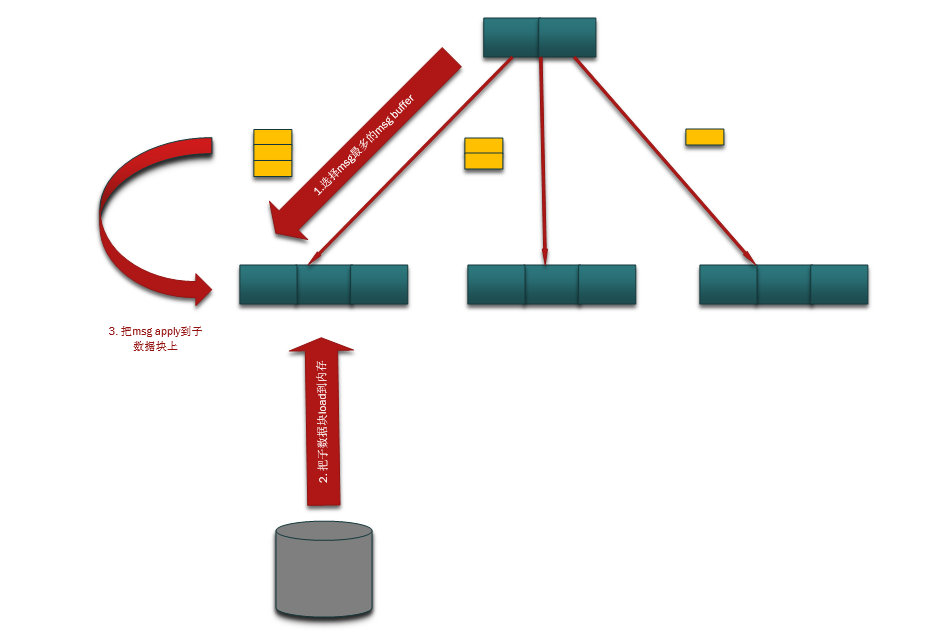 1.选择msg最多的msg buffer
2. 把子数据块load到内存
3. 把msg apply到子
数据块上